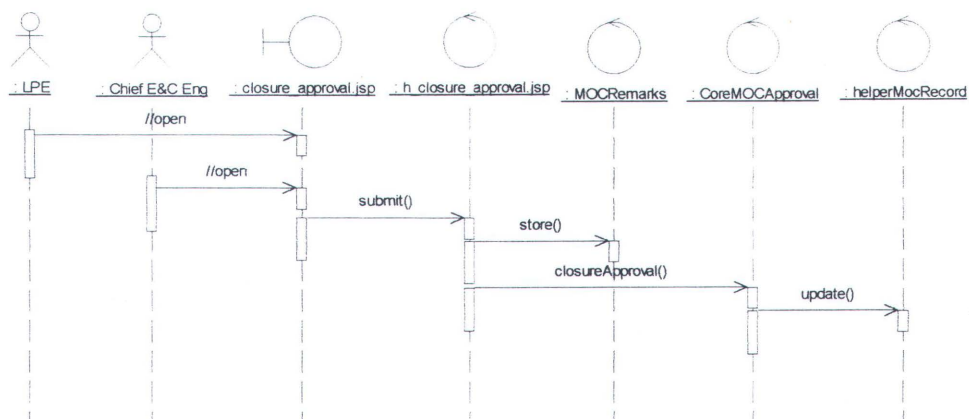 : LPE
: Chief E&C Eng
: closure_approval.jsp
: h_closure_approval.jsp
: MOCRemarks
: CoreMOCApproval
: helperMocRecord
//open
//open
submit()
store()
closureApproval()
update()